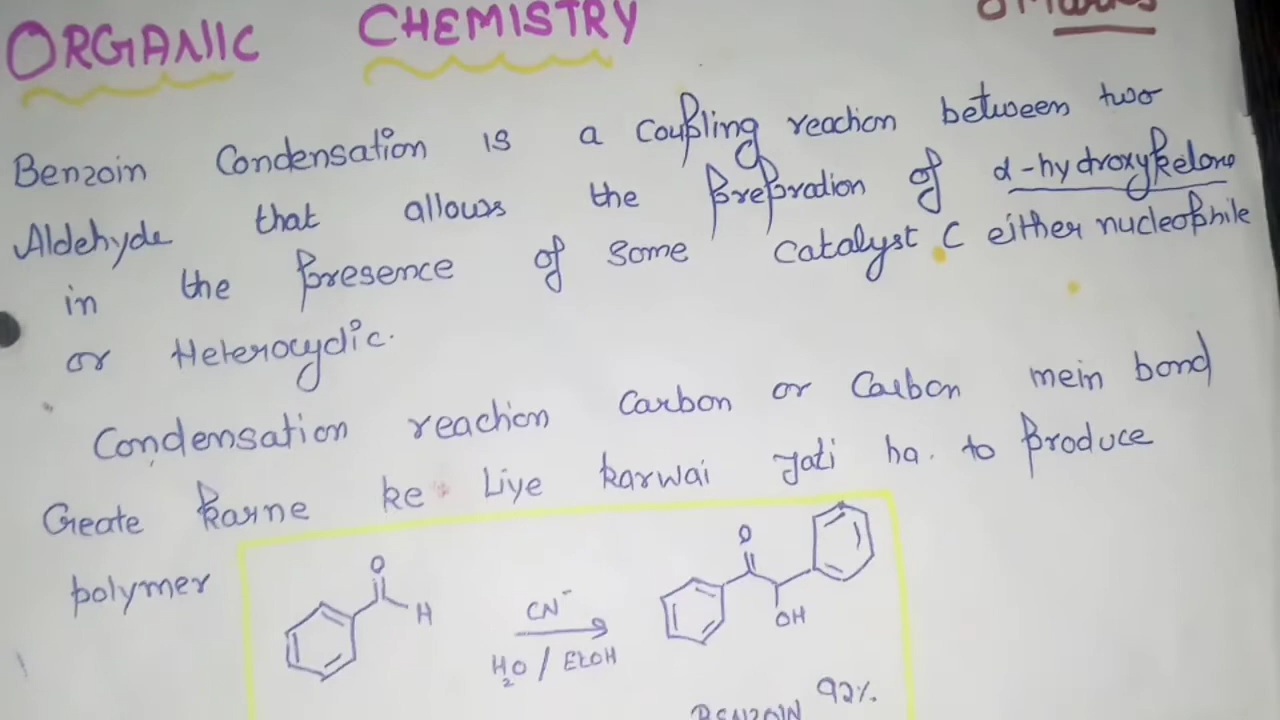 ORGANIC CHEMISTRY
Benzoin Condensation is a coupling reaction between two
Aldehyde that allows the prepration of α-hydroxyketone
in the presence of some catalyst C either nucleophile
or Heterocyclic.
Condensation reaction Carbon or Carbon mein bond
Create karne ke Liye karwai jati ha. to produce
polymer
O
H
CN⁻
H₂O / EtOH
O
OH
BENZOIN 92%